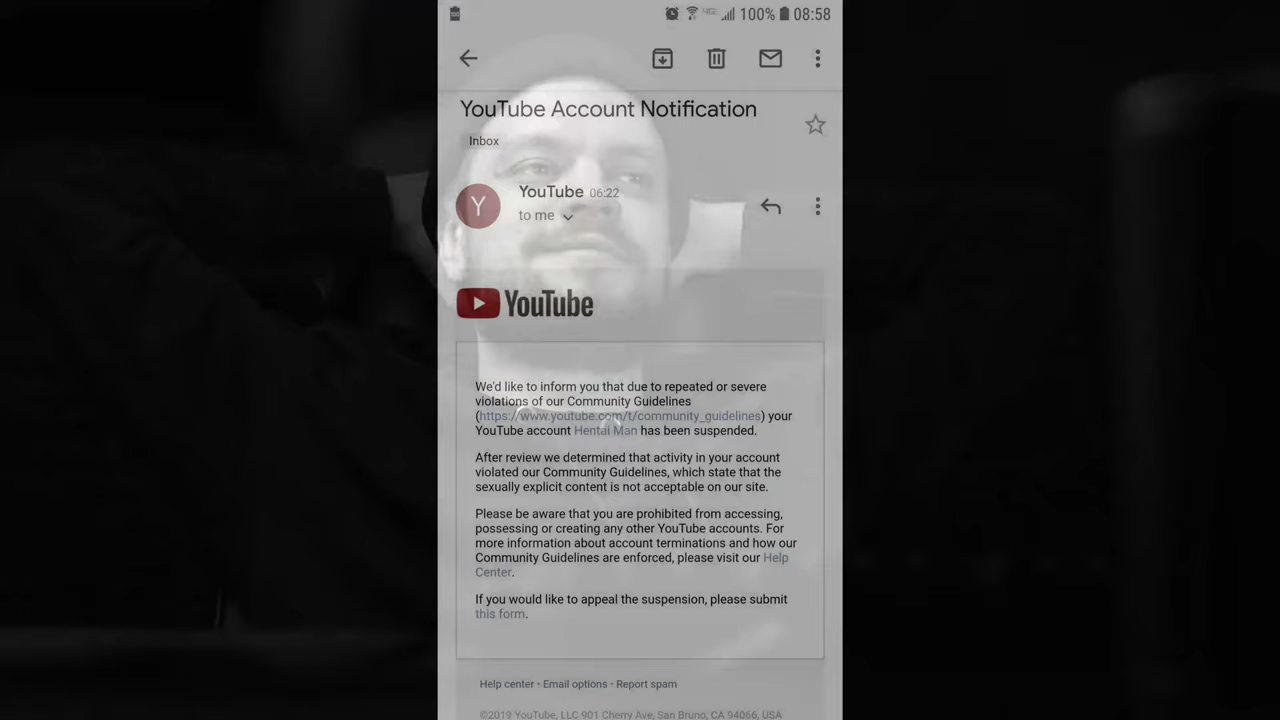 100% 08:58
YouTube Account Notification
Inbox
Y
YouTube 06:22
to me
YouTube
We'd like to inform you that due to repeated or severe
violations of our Community Guidelines
(https://www.youtube.com/t/community_guidelines) your
YouTube account Hentai Man has been suspended.
After review we determined that activity in your account
violated our Community Guidelines, which state that the
sexually explicit content is not acceptable on our site.
Please be aware that you are prohibited from accessing,
possessing or creating any other YouTube accounts. For
more information about account terminations and how our
Community Guidelines are enforced, please visit our Help
Center.
If you would like to appeal the suspension, please submit
this form.
Help center • Email options • Report spam
©2019 YouTube, LLC 901 Cherry Ave, San Bruno, CA 94066, USA